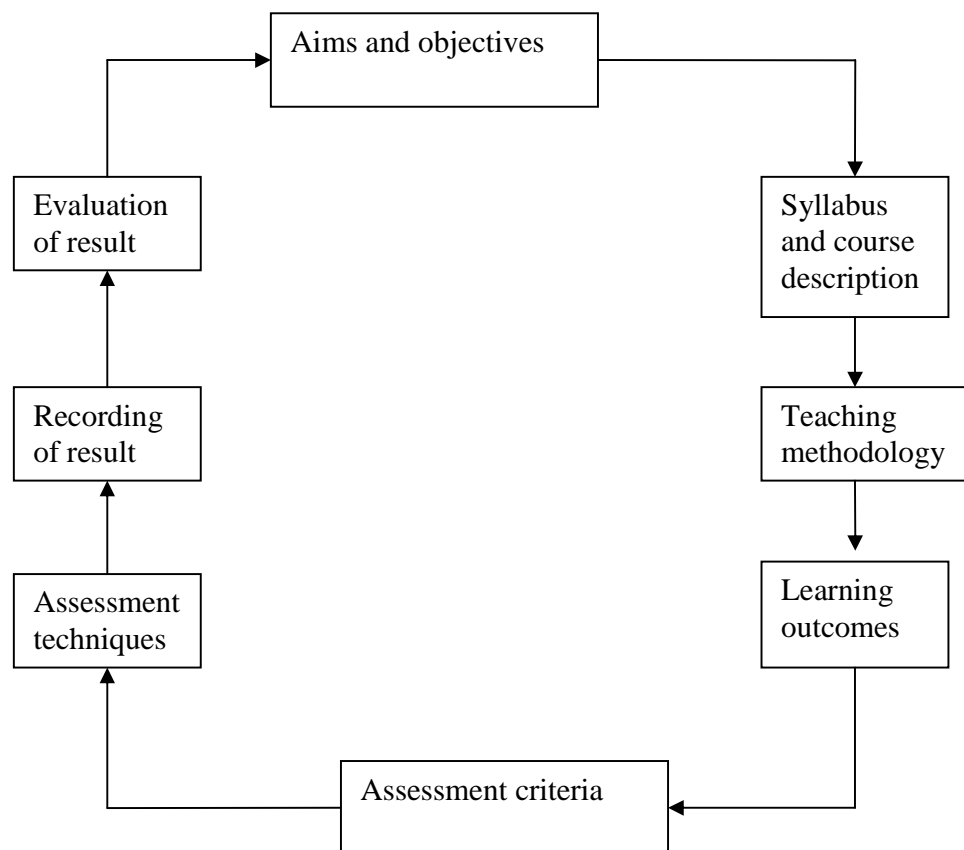 Aims and objectives
Syllabus
and course
description
Teaching
methodology
Learning
outcomes
Assessment criteria
Assessment
techniques
Recording
of result
Evaluation
of result